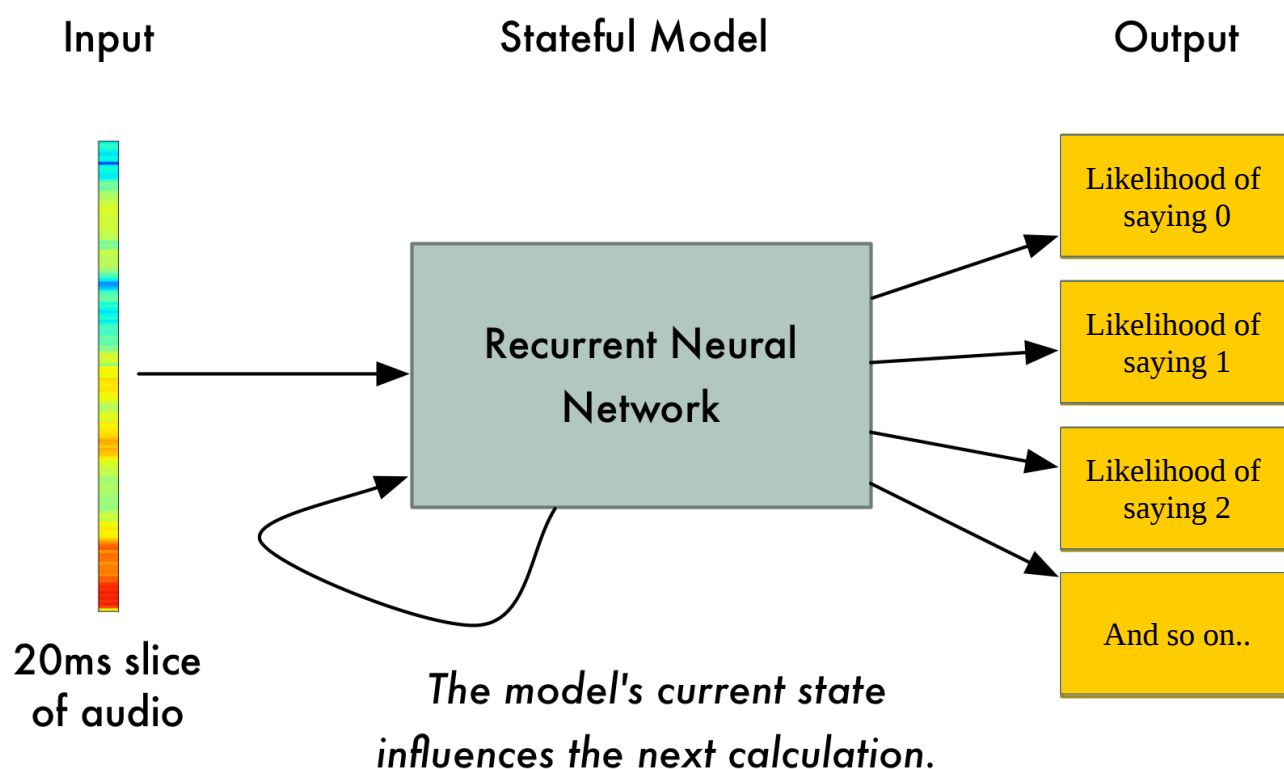 Input
Stateful Model
Output
Likelihood of
saying 0
Likelihood of
saying 1
Recurrent Neural
Network
Likelihood of
saying 2
And so on..
20ms slice
of audio
The model's current state
influences the next calculation.